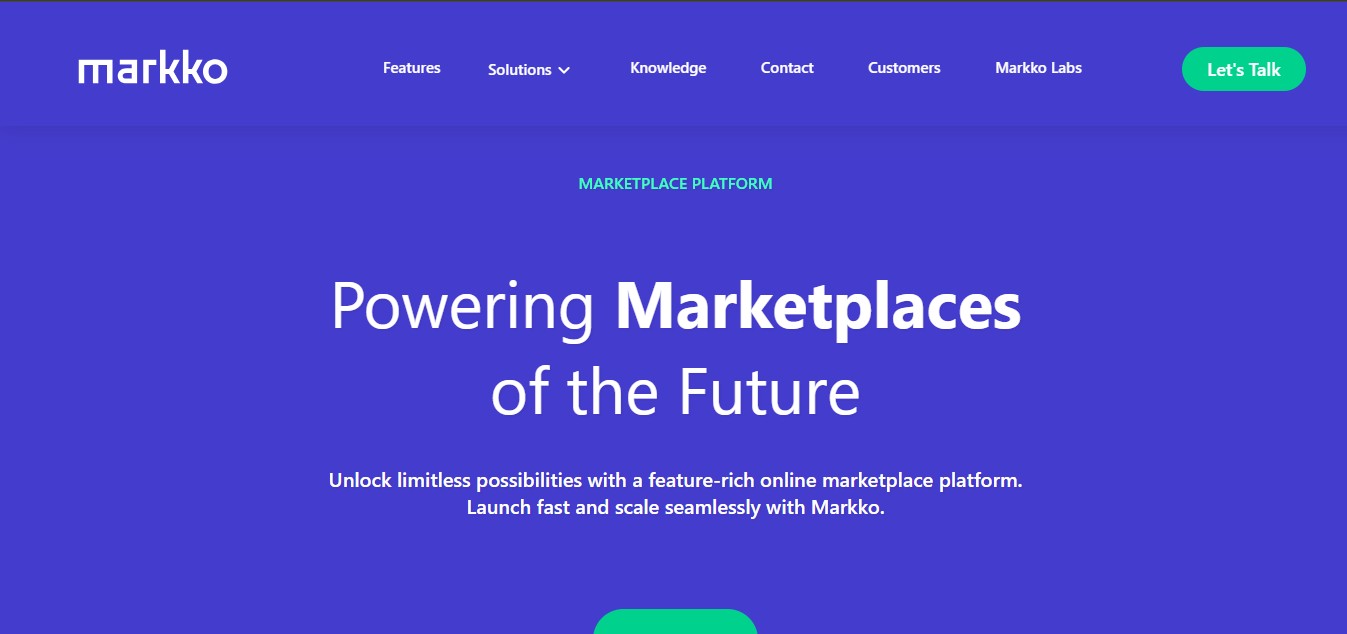 markko
Features Solutions Knowledge Contact Customers Markko Labs Let's Talk
MARKETPLACE PLATFORM
Powering Marketplaces
of the Future
Unlock limitless possibilities with a feature-rich online marketplace platform.
Launch fast and scale seamlessly with Markko.